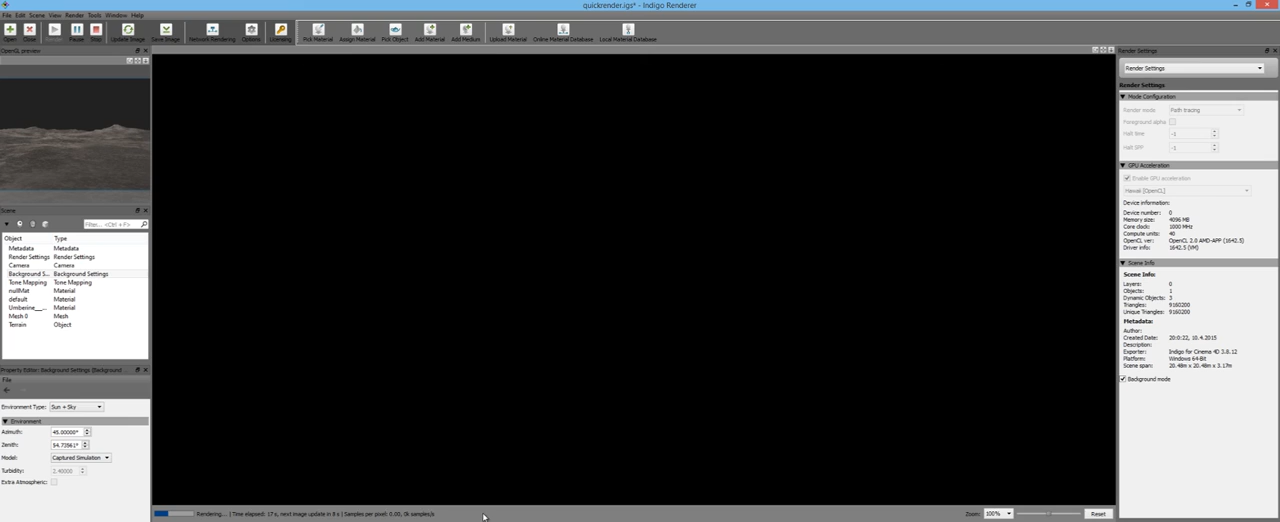 quickrender.igs* - Indigo Renderer
File Edit Scene View Render Tools Window Help
Open Close Render Pause Stop Update Image Save Image Network Rendering Options Licensing Pick Material Assign Material Pick Object Add Material Add Medium Upload Material Online Material Database Local Material Database
OpenGL preview
Scene
Filter... <Ctrl + F>
Object Type
Metadata Metadata
Render Settings Render Settings
Camera Camera
Background S... Background Settings
Tone Mapping Tone Mapping
nullMat Material
default Material
Umberine__... Material
Mesh 0 Mesh
Terrain Object
Property Editor: Background Settings (Background ...
File
Environment Type: Sun + Sky
Environment
Azimuth: 45.00000°
Zenith: 54.73561°
Model: Captured Simulation
Turbidity: 2.40000
Extra Atmospheric:
Rendering... | Time elapsed: 17 s, next image update in 8 s | Samples per pixel: 0.00, 0k samples/s
Zoom: 100% Reset
Render Settings
Render Settings
Render Settings
Mode Configuration
Render mode Path tracing
Foreground alpha
Halt time -1
Halt SPP -1
GPU Acceleration
Enable GPU acceleration
Hawaii [OpenCL]
Device information:
Device number: 0
Memory size: 4096 MB
Core clock: 1000 MHz
Compute units: 40
OpenCL ver: OpenCL 2.0 AMD-APP (1642.5)
Driver info: 1642.5 (VM)
Scene Info
Scene Info:
Layers: 0
Objects: 1
Dynamic Objects: 3
Triangles: 9160200
Unique Triangles: 9160200
Metadata:
Author:
Created Date: 20:0:22, 10.4.2015
Description:
Exporter: Indigo for Cinema 4D 3.8.12
Platform: Windows 64-Bit
Scene span: 20.48m x 20.48m x 3.17m
Background mode